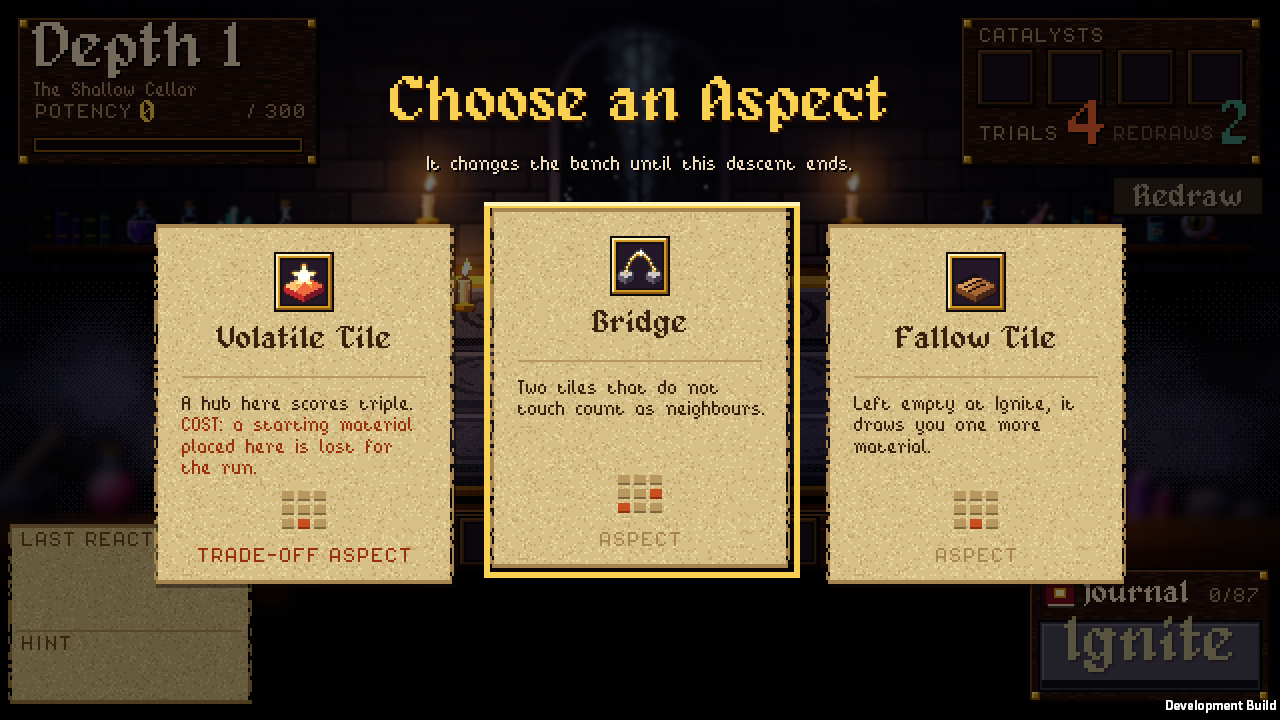 Depth 1
The Shallow Cellar
POTENCY 0 / 300
CATALYSTS
TRIALS 4 REDRAWS 2
Redraw
Choose an Aspect
It changes the bench until this descent ends.
Volatile Tile
A hub here scores triple.
COST: a starting material
placed here is lost for
the run.
TRADE-OFF ASPECT
Bridge
Two tiles that do not
touch count as neighbours.
ASPECT
Fallow Tile
Left empty at Ignite, it
draws you one more
material.
ASPECT
LAST REACT
HINT
Journal 0/87
Ignite
Development Build